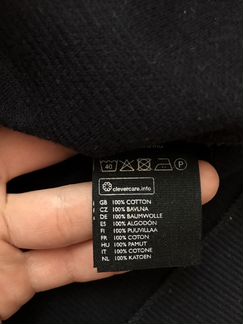 40 P
clevercare.info
GB 100% COTTON
CZ 100% BAVLNA
DE 100% BAUMWOLLE
ES 100% ALGODÓN
FI 100% PUUVILLAA
FR 100% COTON
HU 100% PAMUT
IT 100% COTONE
NL 100% KATOEN